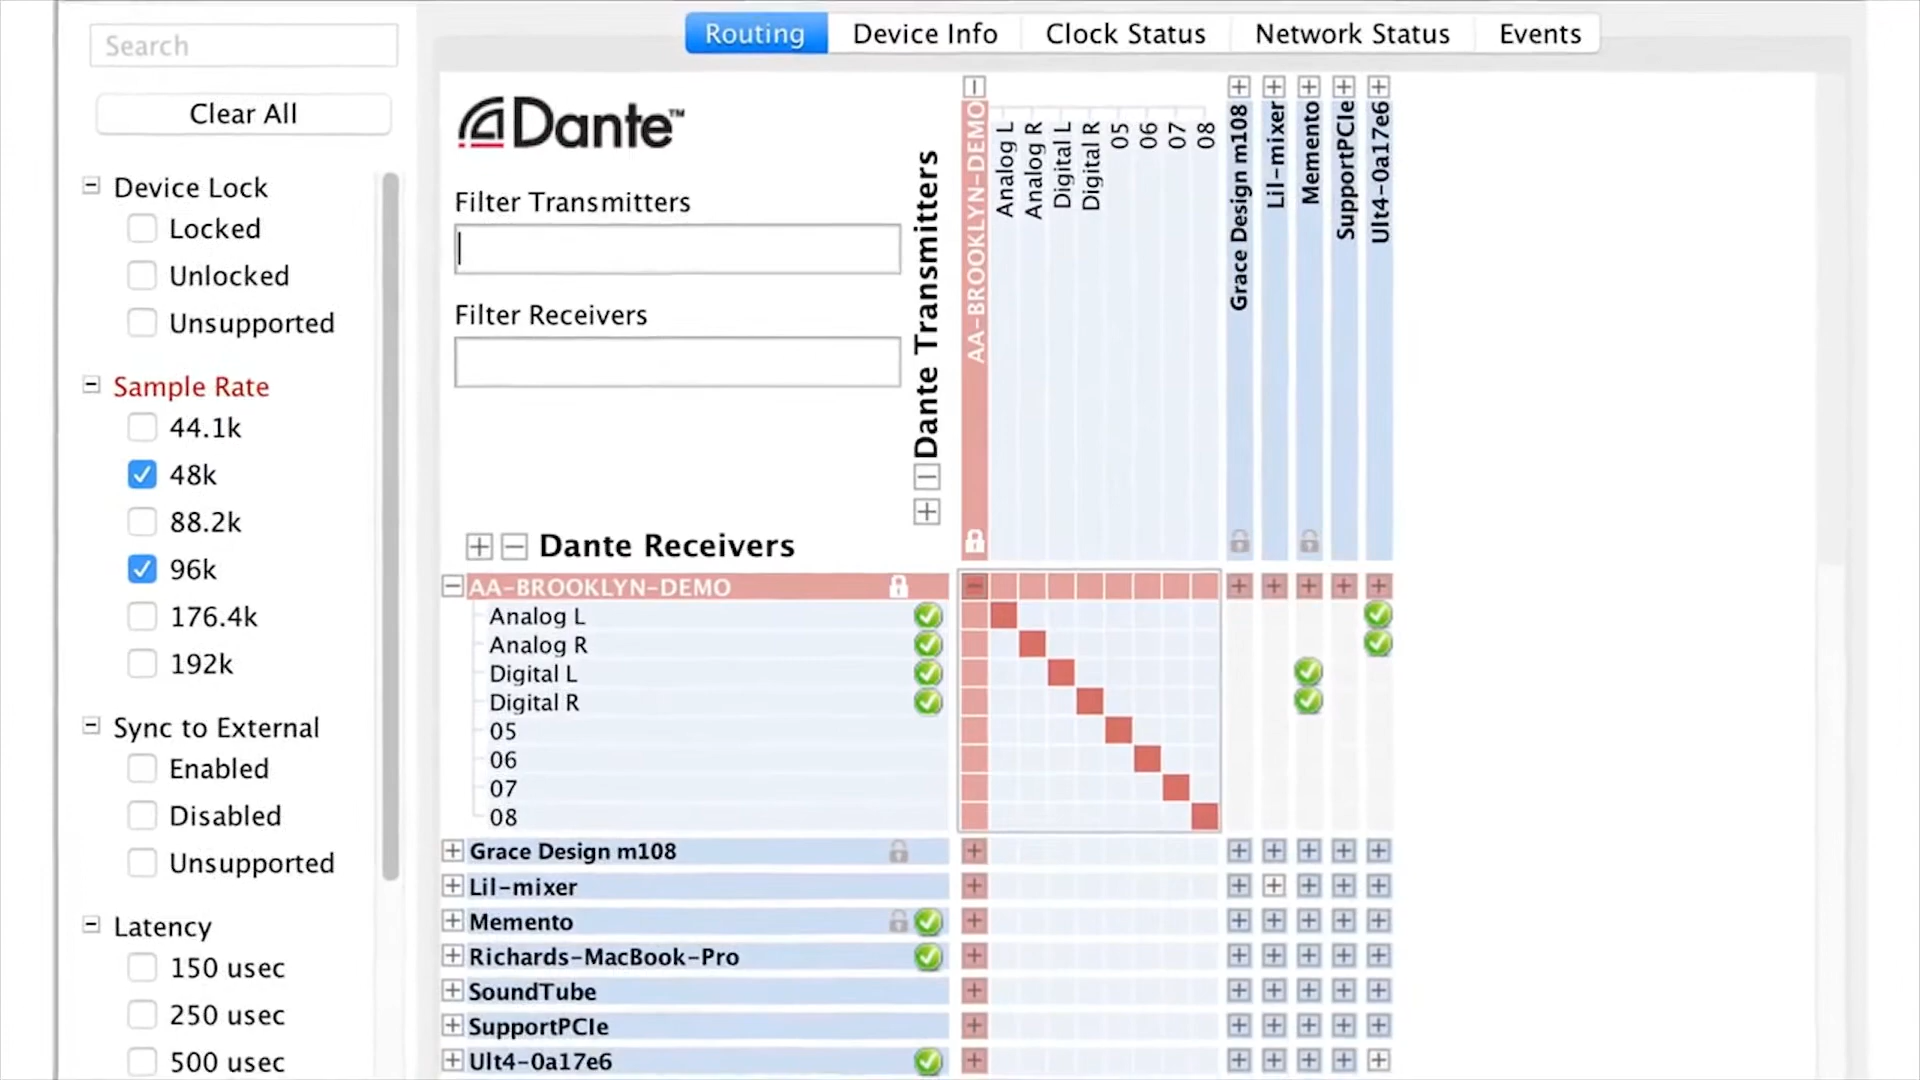 Search
Clear All
Device Lock
Locked
Unlocked
Unsupported
Sample Rate
44.1k
48k
88.2k
96k
176.4k
192k
Sync to External
Enabled
Disabled
Unsupported
Latency
150 usec
250 usec
500 usec
Routing
Device Info
Clock Status
Network Status
Events
Dante™
Filter Transmitters
Filter Receivers
Dante Transmitters
AA-BROOKLYN-DEMO
Analog L
Analog R
Digital L
Digital R
05
06
07
08
Grace Design m108
Lil-mixer
Memento
SupportPCIe
Ult4-0a17e6
Dante Receivers
AA-BROOKLYN-DEMO
Analog L
Analog R
Digital L
Digital R
05
06
07
08
Grace Design m108
Lil-mixer
Memento
Richards-MacBook-Pro
SoundTube
SupportPCIe
Ult4-0a17e6